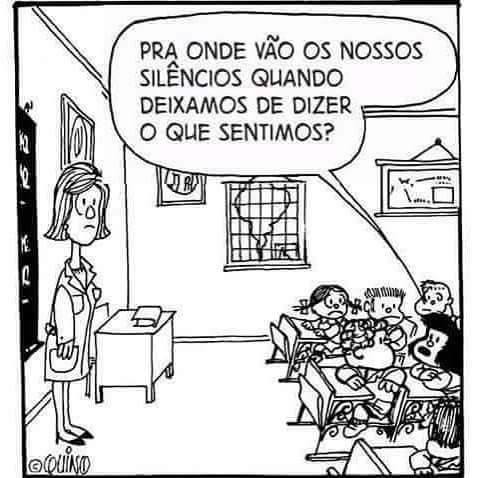 PRA ONDE VÃO OS NOSSOS
SILÊNCIOS QUANDO
DEIXAMOS DE DIZER
O QUE SENTIMOS?
© QUINO